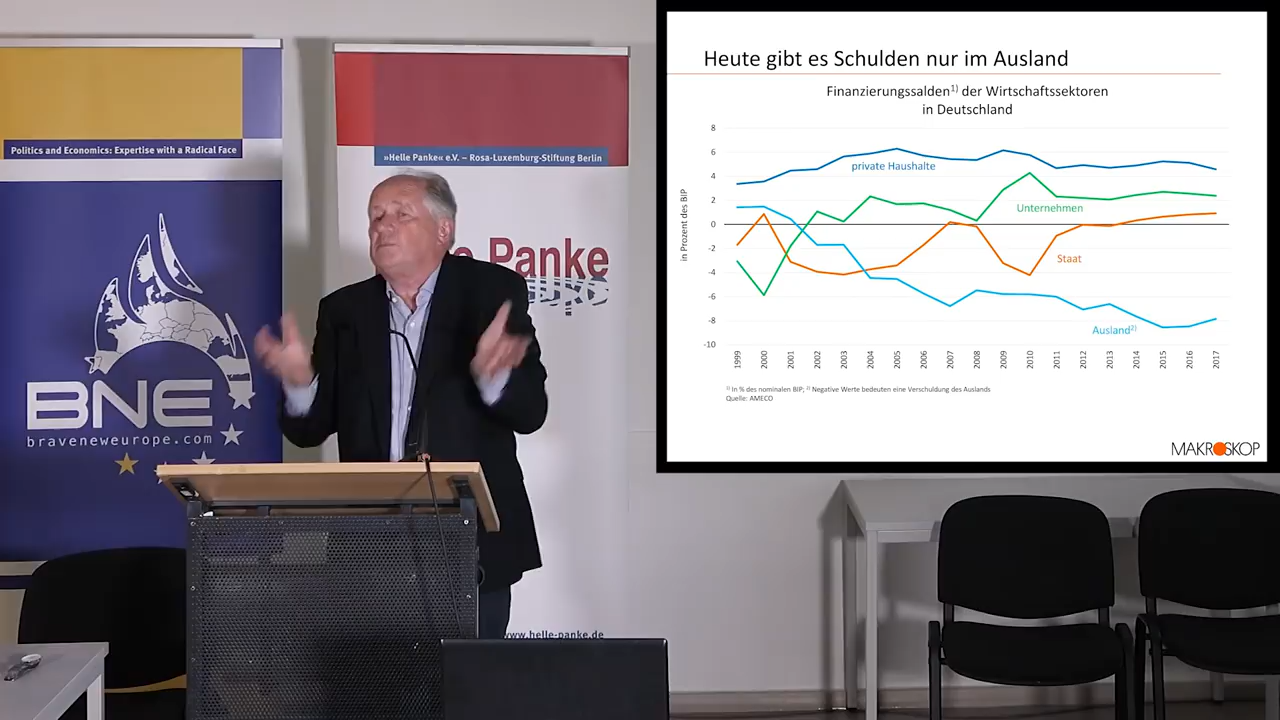 Politics and Economics: Expertise with a Radical Face
BNE
braveneweurope.com
»Helle Panke« e.V. – Rosa-Luxemburg-Stiftung Berlin
Panke
www.helle-panke.de
Heute gibt es Schulden nur im Ausland
Finanzierungssalden1) der Wirtschaftssektoren
in Deutschland
in Prozent des BIP
8
6
4
2
0
-2
-4
-6
-8
-10
private Haushalte
Unternehmen
Staat
Ausland2)
1999 2000 2001 2002 2003 2004 2005 2006 2007 2008 2009 2010 2011 2012 2013 2014 2015 2016 2017
1) In % des nominalen BIP; 2) Negative Werte bedeuten eine Verschuldung des Auslands
Quelle: AMECO
MAKROSKOP